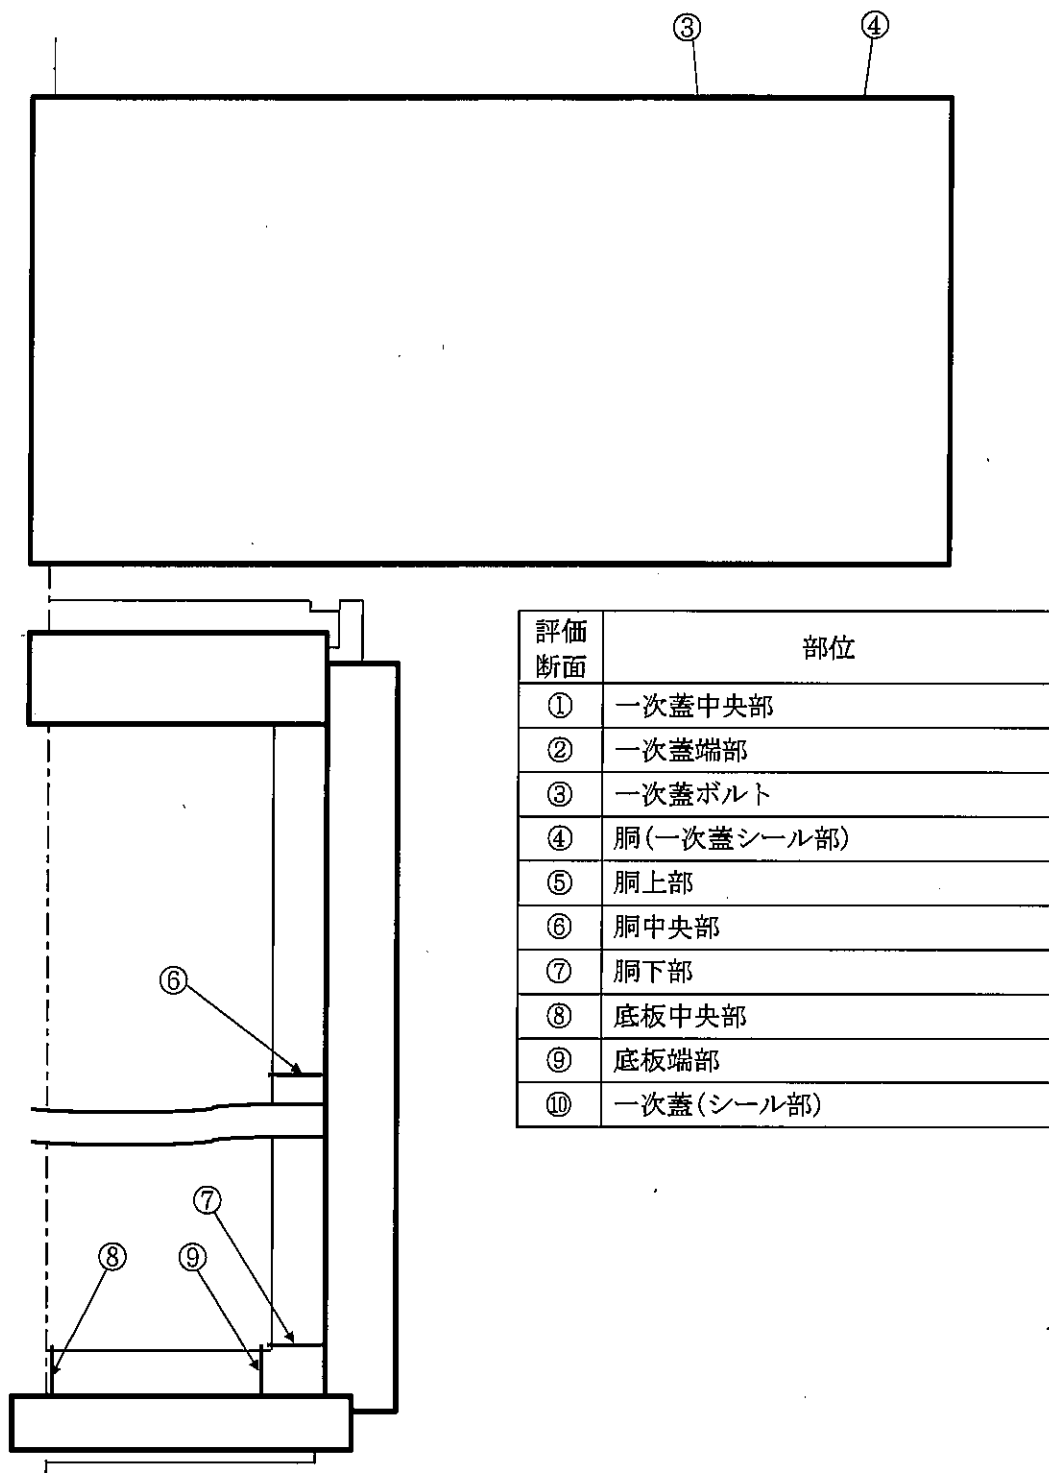 ③ ④
評価
断面 部位
① 一次蓋中央部
② 一次蓋端部
③ 一次蓋ボルト
④ 胴(一次蓋シール部)
⑤ 胴上部
⑥ 胴中央部
⑦ 胴下部
⑧ 底板中央部
⑨ 底板端部
⑩ 一次蓋(シール部)
⑥
⑦
⑧ ⑨